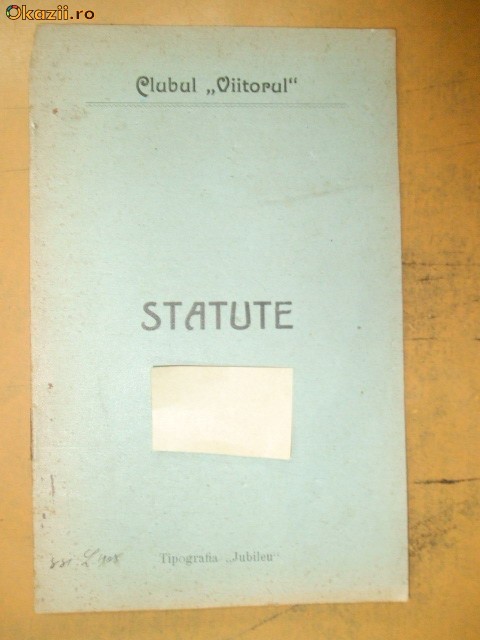 Okazii.ro
Clubul „Viitorul“
STATUTE
Tipografia „Jubileu“